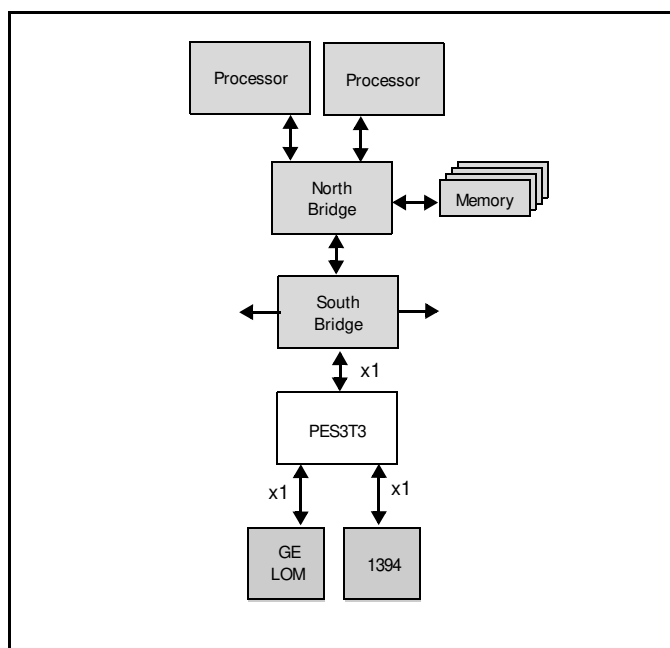 Processor
Processor
North
Bridge
Memory
South
Bridge
x1
PES3T3
x1
x1
GE
LOM
1394